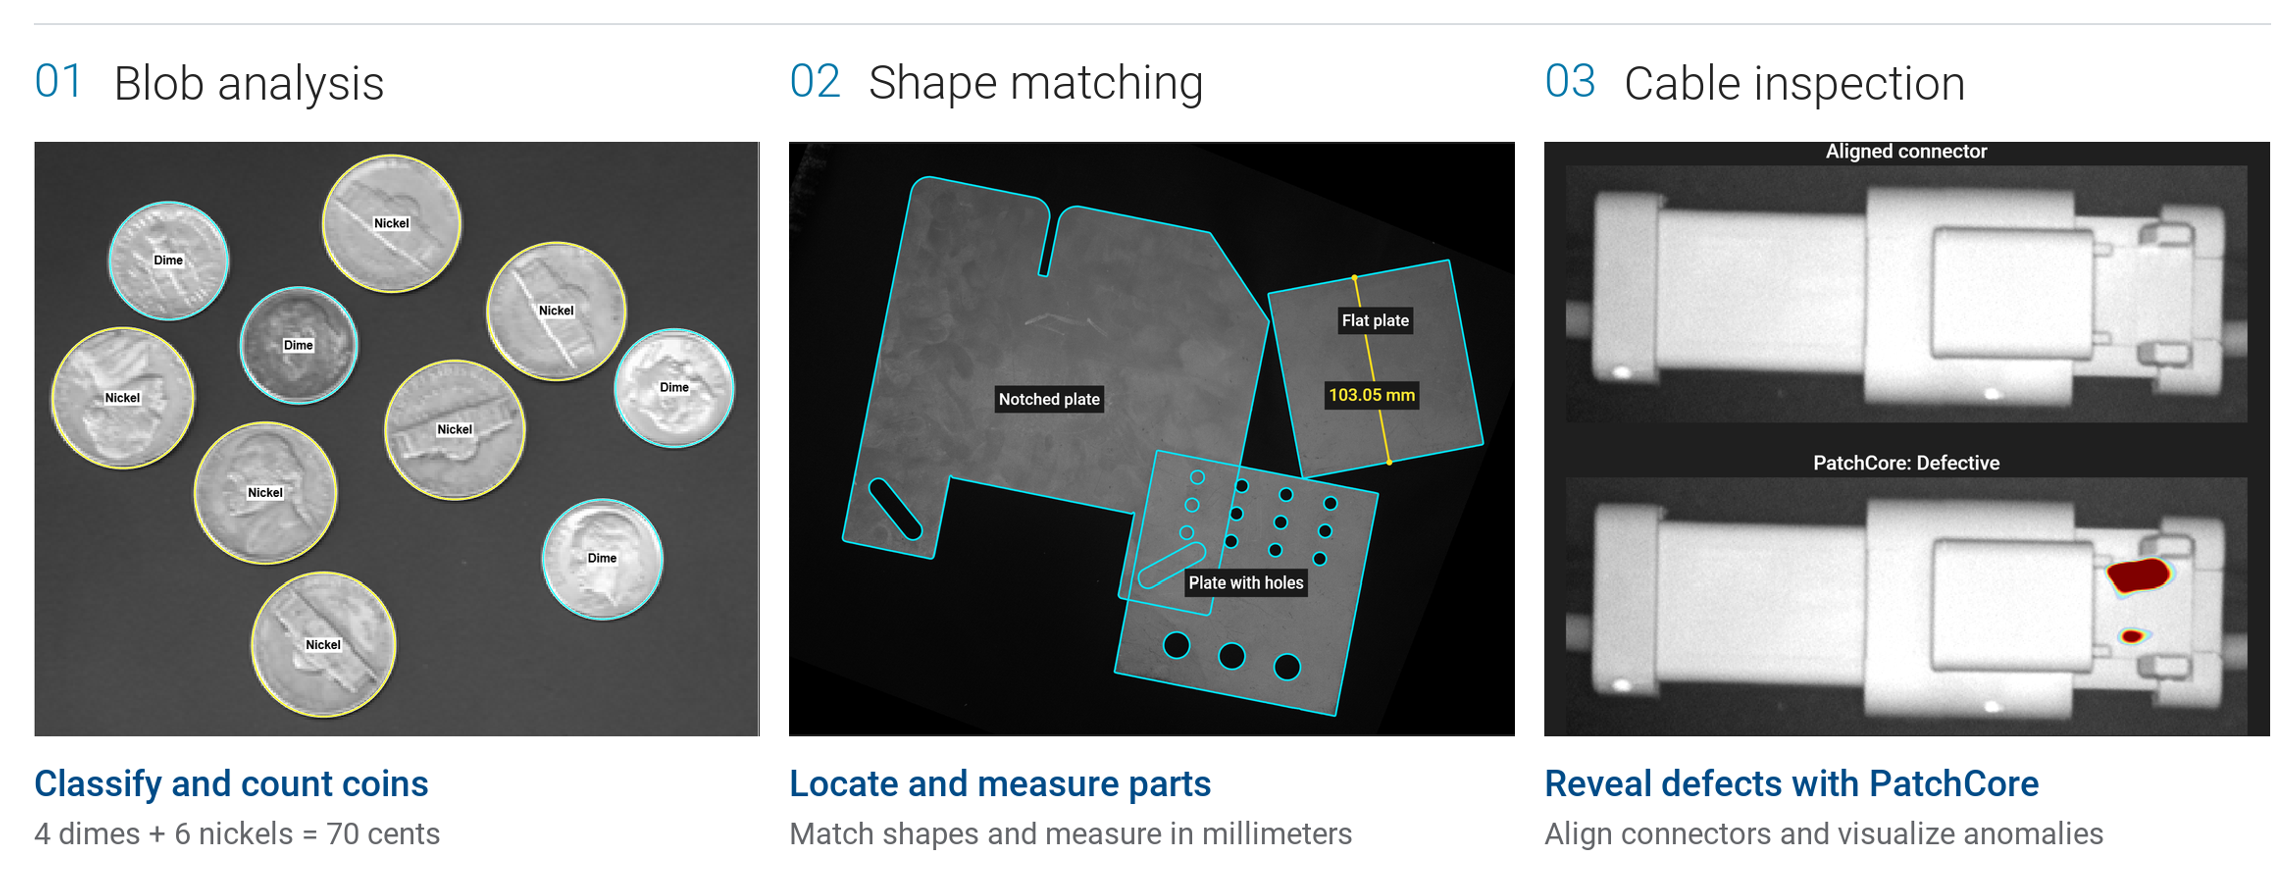 01 Blob analysis
Nickel
Dime
Nickel
Dime
Dime
Nickel
Nickel
Nickel
Dime
Nickel
Classify and count coins
4 dimes + 6 nickels = 70 cents
02 Shape matching
Flat plate
103.05 mm
Notched plate
Plate with holes
Locate and measure parts
Match shapes and measure in millimeters
03 Cable inspection
Aligned connector
PatchCore: Defective
Reveal defects with PatchCore
Align connectors and visualize anomalies